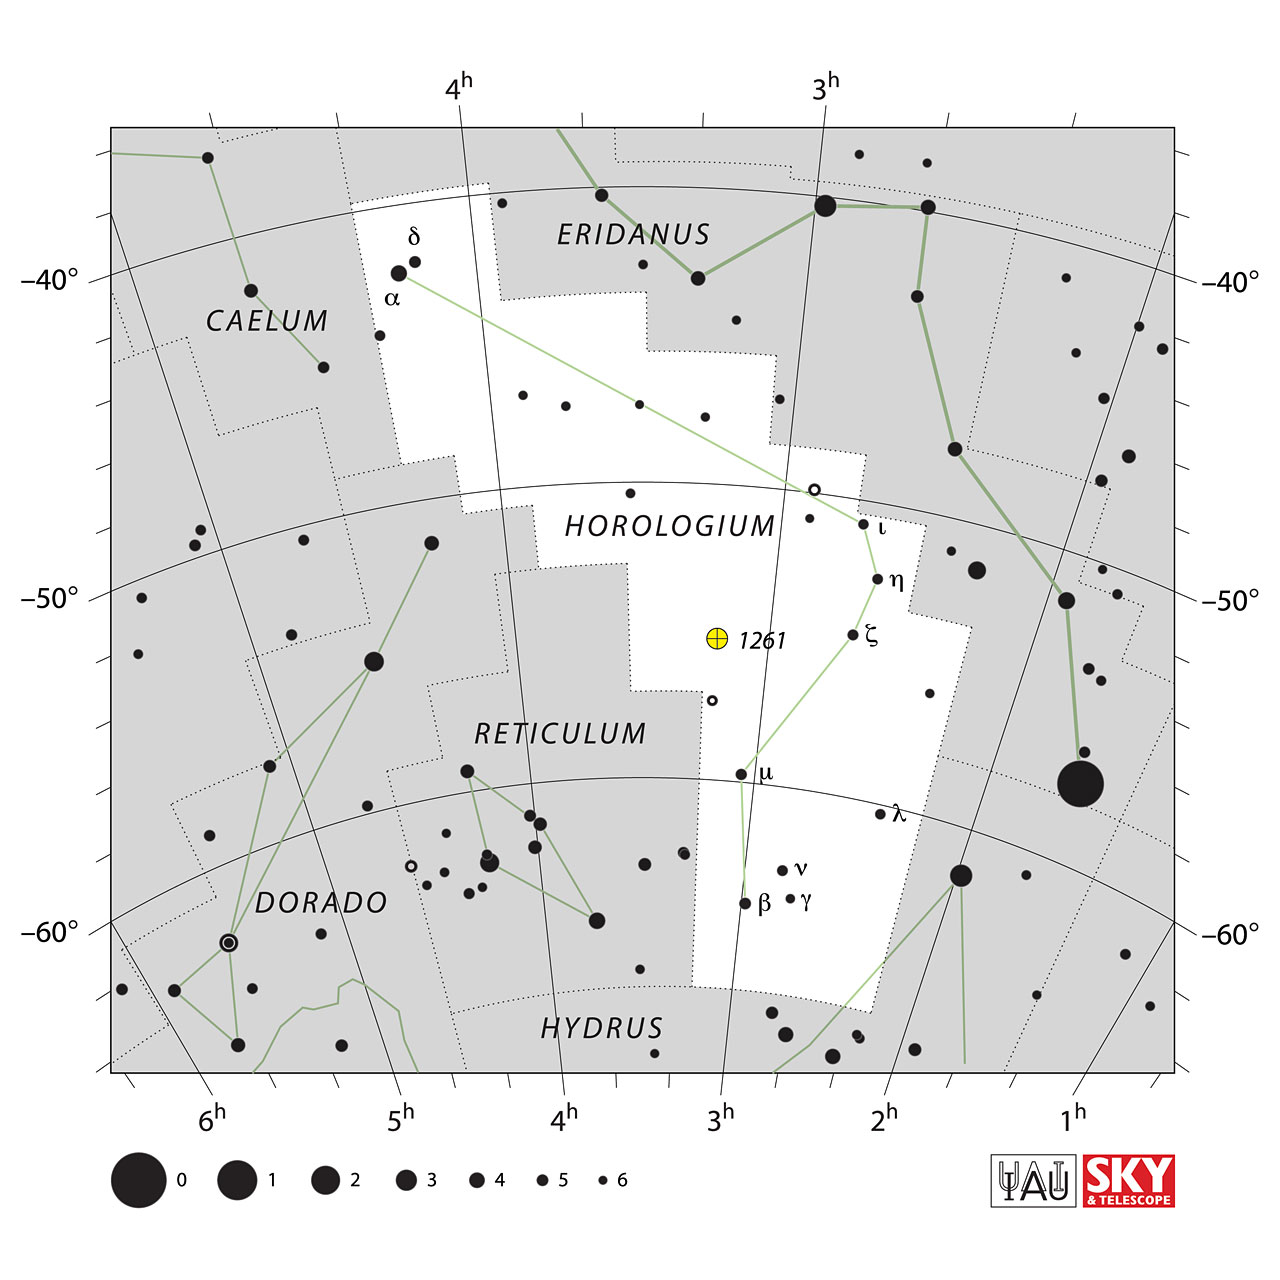 4h 3h
δ
ERIDANUS
–40° –40°
α
CAELUM
HOROLOGIUM ι
η
–50° –50°
1261 ζ
RETICULUM
μ
λ
ν
DORADO β γ
–60° –60°
HYDRUS
6h 5h 4h 3h 2h 1h
0 1 2 3 4 5 6
IAU
SKY
& TELESCOPE